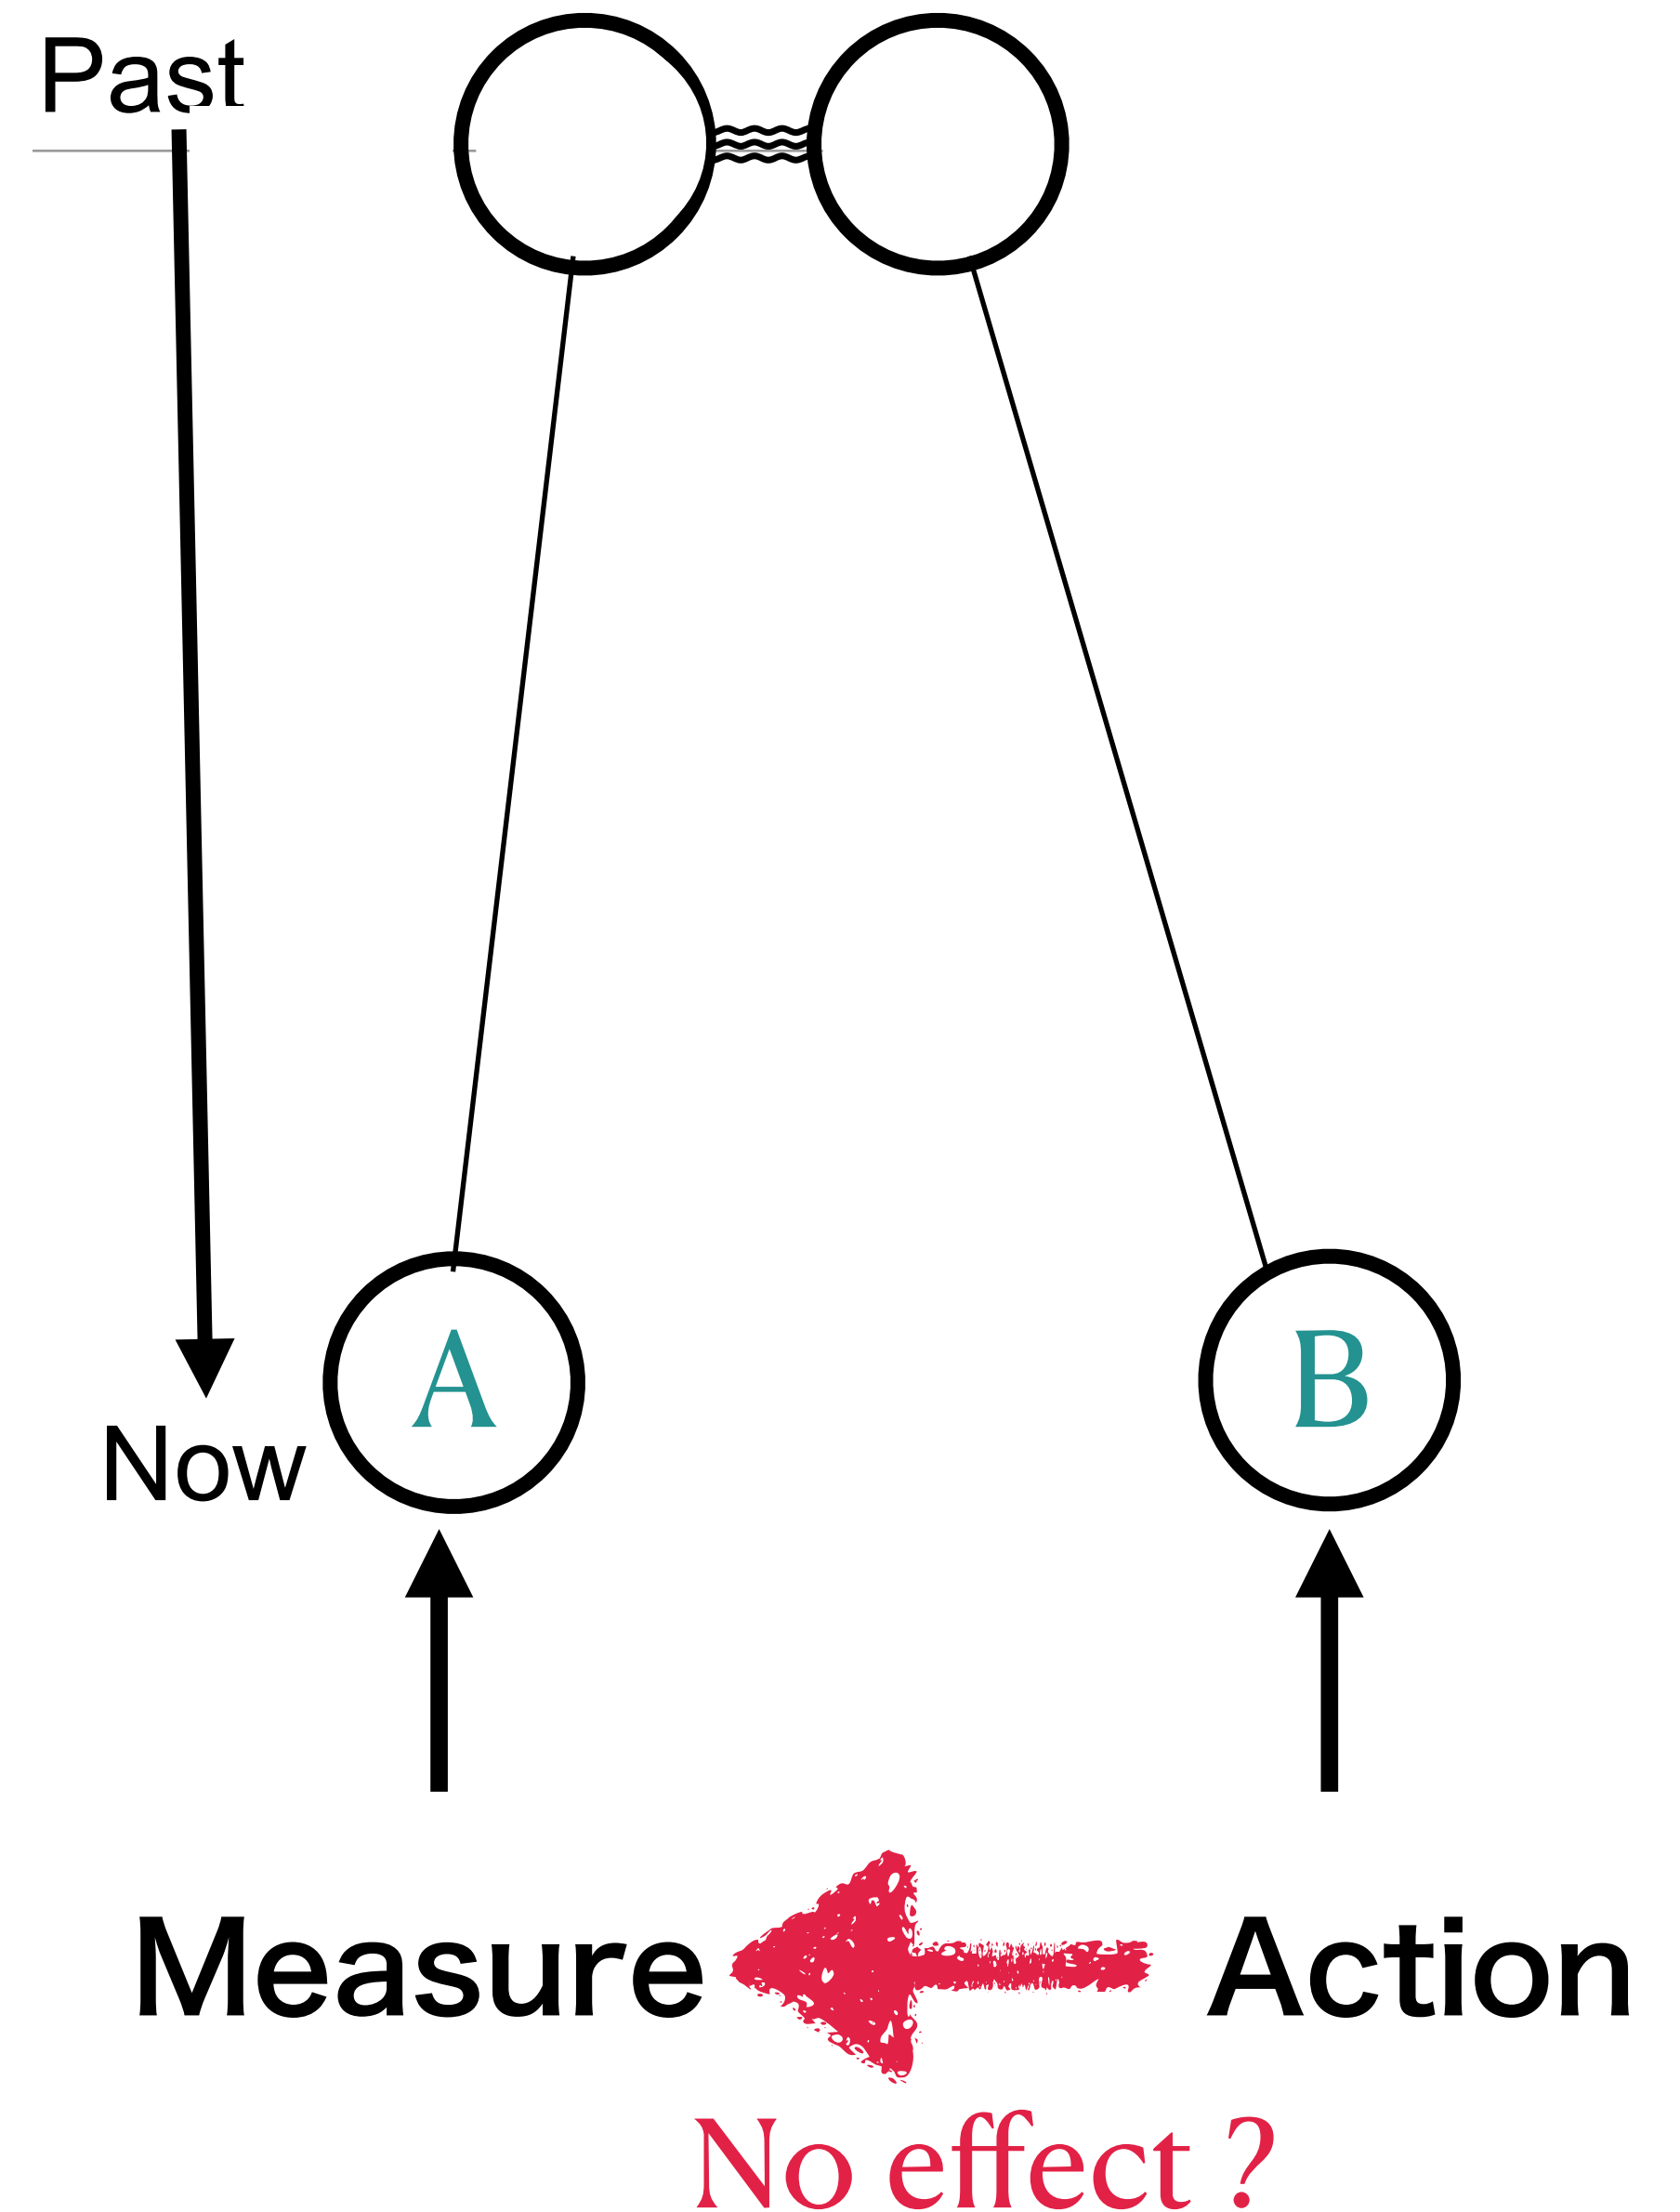 Past
Now
A
B
Measure
Action
No effect ?